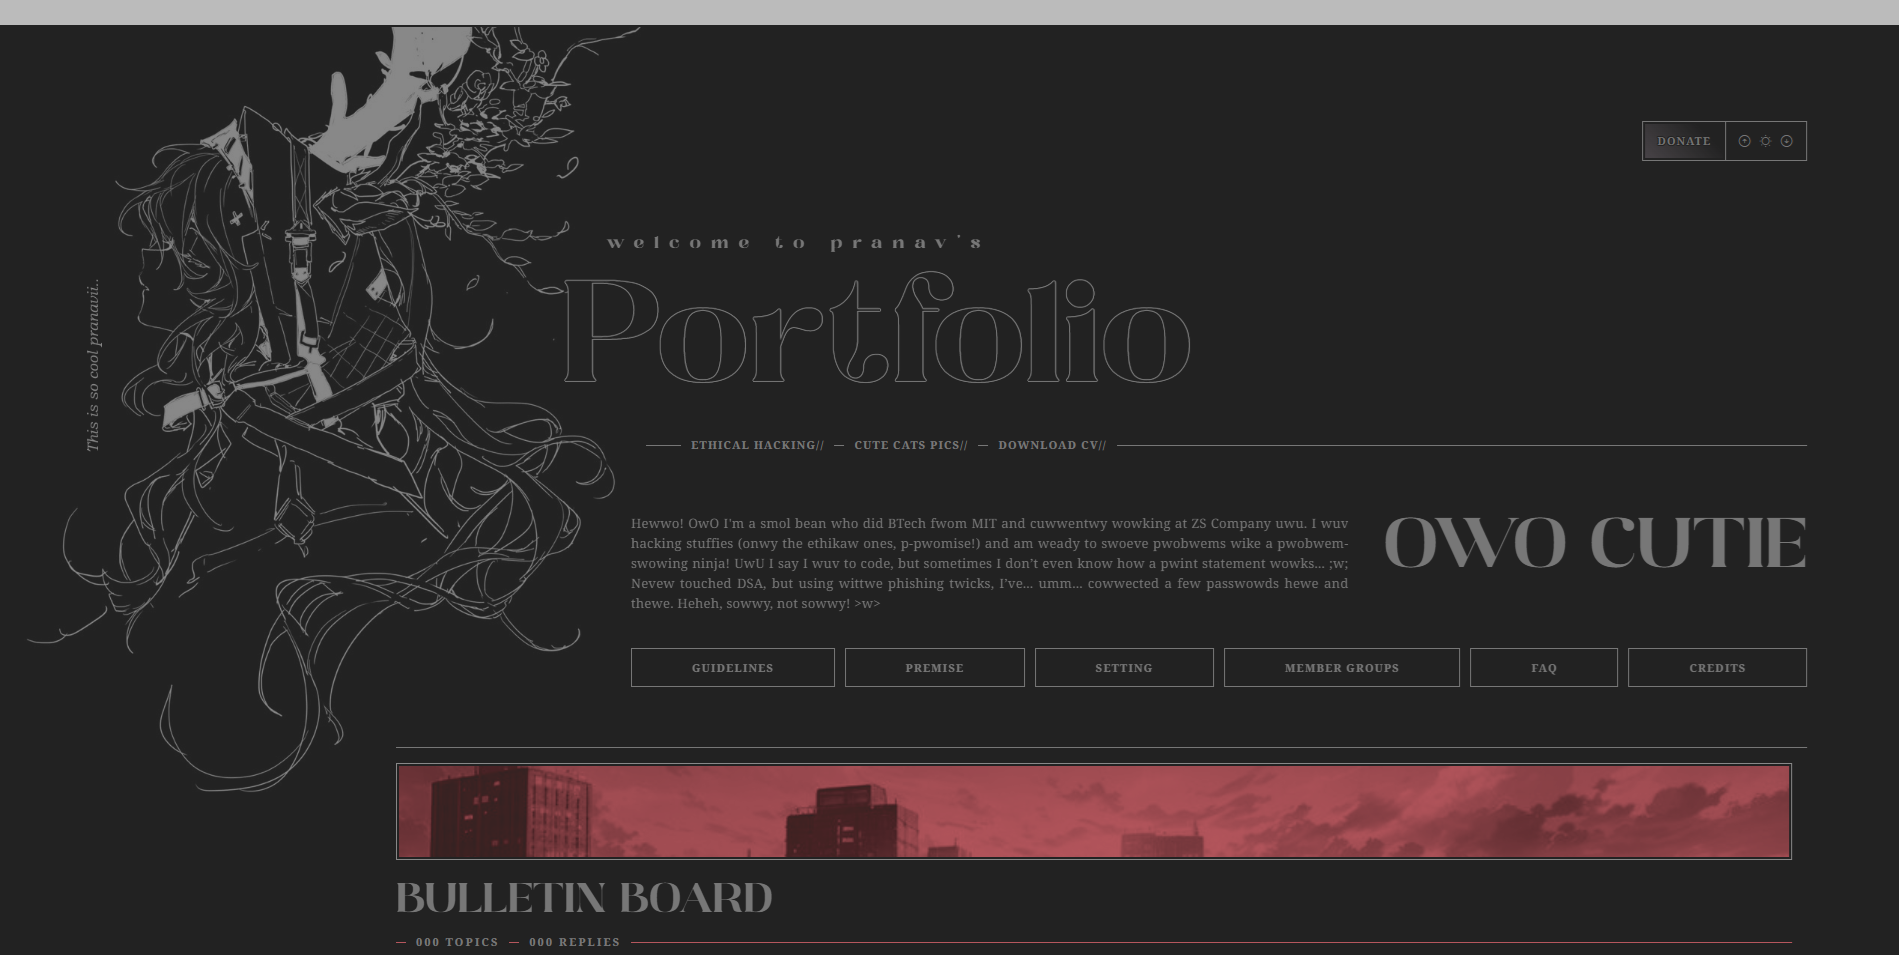 DONATE
welcome to pranav's
Portfolio
This is so cool pranavii..
ETHICAL HACKING// — CUTE CATS PICS// — DOWNLOAD CV//
Hewwo! OwO I'm a smol bean who did BTech fwom MIT and cuwwentwy wowking at ZS Company uwu. I wuv
hacking stuffies (onwy the ethikaw ones, p-pwomise!) and am weady to swoeve pwobwems wike a pwobwem-
swowing ninja! UwU I say I wuv to code, but sometimes I don't even know how a pwint statement wowks... ;w;
Nevew touched DSA, but using wittwe phishing twicks, I've... umm... cowwected a few passwowds hewe and
thewe. Heheh, sowwy, not sowwy! >w>
OWO CUTIE
GUIDELINES
PREMISE
SETTING
MEMBER GROUPS
FAQ
CREDITS
BULLETIN BOARD
— 000 TOPICS — 000 REPLIES